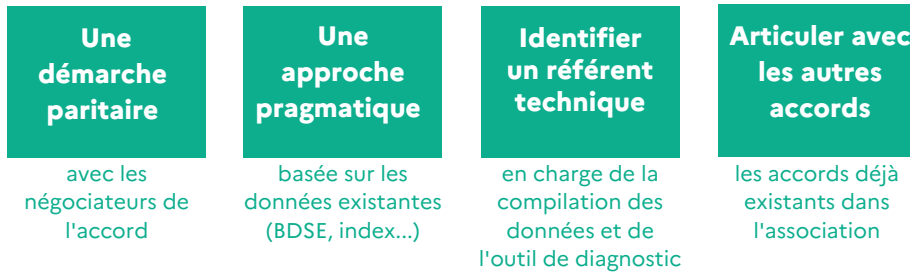 Une
démarche
paritaire
avec les
négociateurs de
l'accord
Une
approche
pragmatique
basée sur les
données existantes
(BDSE, index...)
Identifier
un référent
technique
en charge de la
compilation des
données et de
l'outil de diagnostic
Articuler avec
les autres
accords
les accords déjà
existants dans
l'association